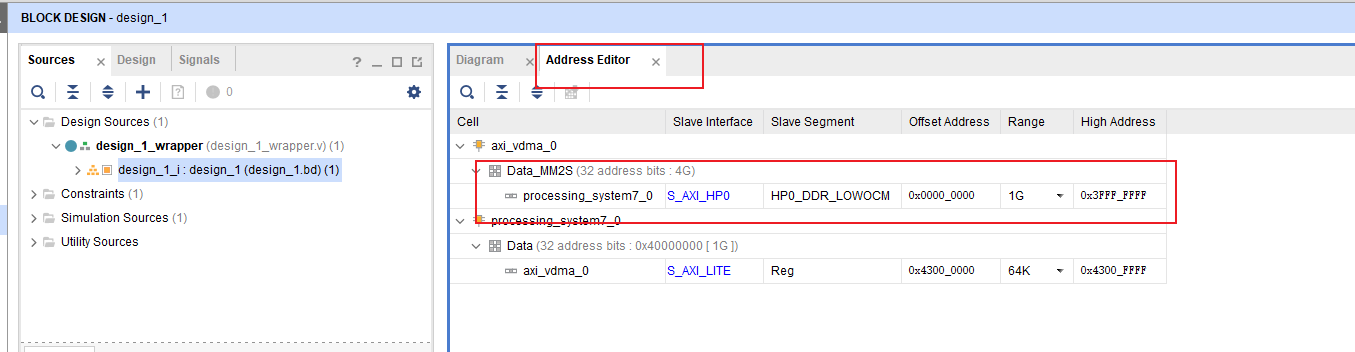 BLOCK DESIGN - design_1
Sources Design Signals
Diagram Address Editor
0
Cell Slave Interface Slave Segment Offset Address Range High Address
Design Sources (1)
design_1_wrapper (design_1_wrapper.v) (1)
design_1_i : design_1 (design_1.bd) (1)
Constraints
Simulation Sources (1)
Utility Sources
axi_vdma_0
Data_MM2S (32 address bits : 4G)
processing_system7_0 S_AXI_HP0 HP0_DDR_LOWOCM 0x0000_0000 1G 0x3FFF_FFFF
processing_system7_0
Data (32 address bits : 0x40000000 [ 1G ])
axi_vdma_0 S_AXI_LITE Reg 0x4300_0000 64K 0x4300_FFFF